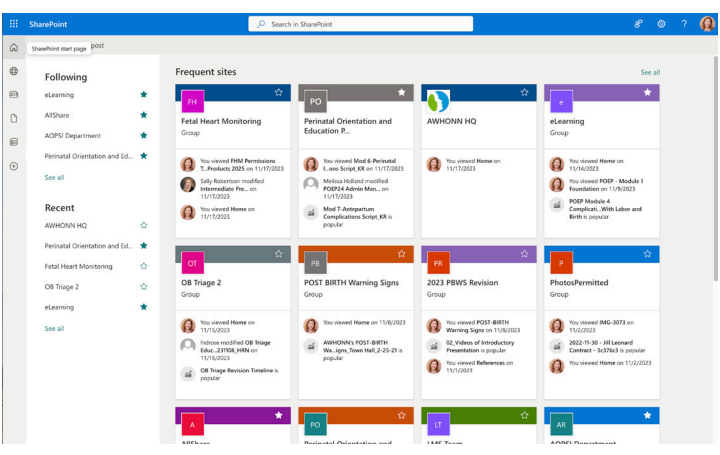 SharePoint
Search in SharePoint
?
SharePoint start page
post
Following
eLearning
AllShare
AOPSI Department
Perinatal Orientation and Ed...
See all
Recent
AWHONN HQ
Perinatal Orientation and Ed...
Fetal Heart Monitoring
OB Triage 2
eLearning
See all
Frequent sites
See all
FH
Fetal Heart Monitoring
Group
You viewed FHM Permissions
T...Products 2025 on 11/17/2023
Sally Robertson modified
Intermediate Pre... on
11/17/2023
You viewed Home on
11/17/2023
PO
Perinatal Orientation and
Education P...
You viewed Mod 6-Perinatal
I...ons Script_KR on 11/17/2023
Melissa Holland modified
POEP24 Admin Man... on
11/17/2023
Mod 7-Antepartum
Complications Script_KR is
popular
AWHONN HQ
You viewed Home on
11/17/2023
e
eLearning
Group
You viewed Home on
11/14/2023
You viewed POEP - Module 1
Foundation on 11/9/2023
POEP Module 4
Complicati...With Labor and
Birth is popular
OT
OB Triage 2
Group
You viewed Home on
11/15/2023
hidrose modified OB Triage
Educ...231108_HRN on
11/16/2023
OB Triage Revision Timeline is
popular
PB
POST BIRTH Warning Signs
Group
You viewed Home on 11/8/2023
AWHONN's POST-BIRTH
Wa...igns_Town Hall_2-25-21 is
popular
PR
2023 PBWS Revision
Group
You viewed POST-BIRTH
Warning Signs on 11/8/2023
02_Videos of Introductory
Presentation is popular
You viewed References on
11/1/2023
P
PhotosPermitted
Group
You viewed IMG-3073 on
11/2/2023
2022-11-30 - Jill Leonard
Contract - 3c376c3 is popular
You viewed Home on 11/2/2023
A
AllShare
PO
Perinatal Orientation and
LT
LMS Team
AR
AOPSI Department